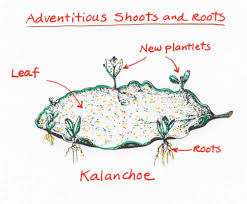 Adventitious Shoots and Roots
New plantlets
Leaf
Roots
Kalanchoe